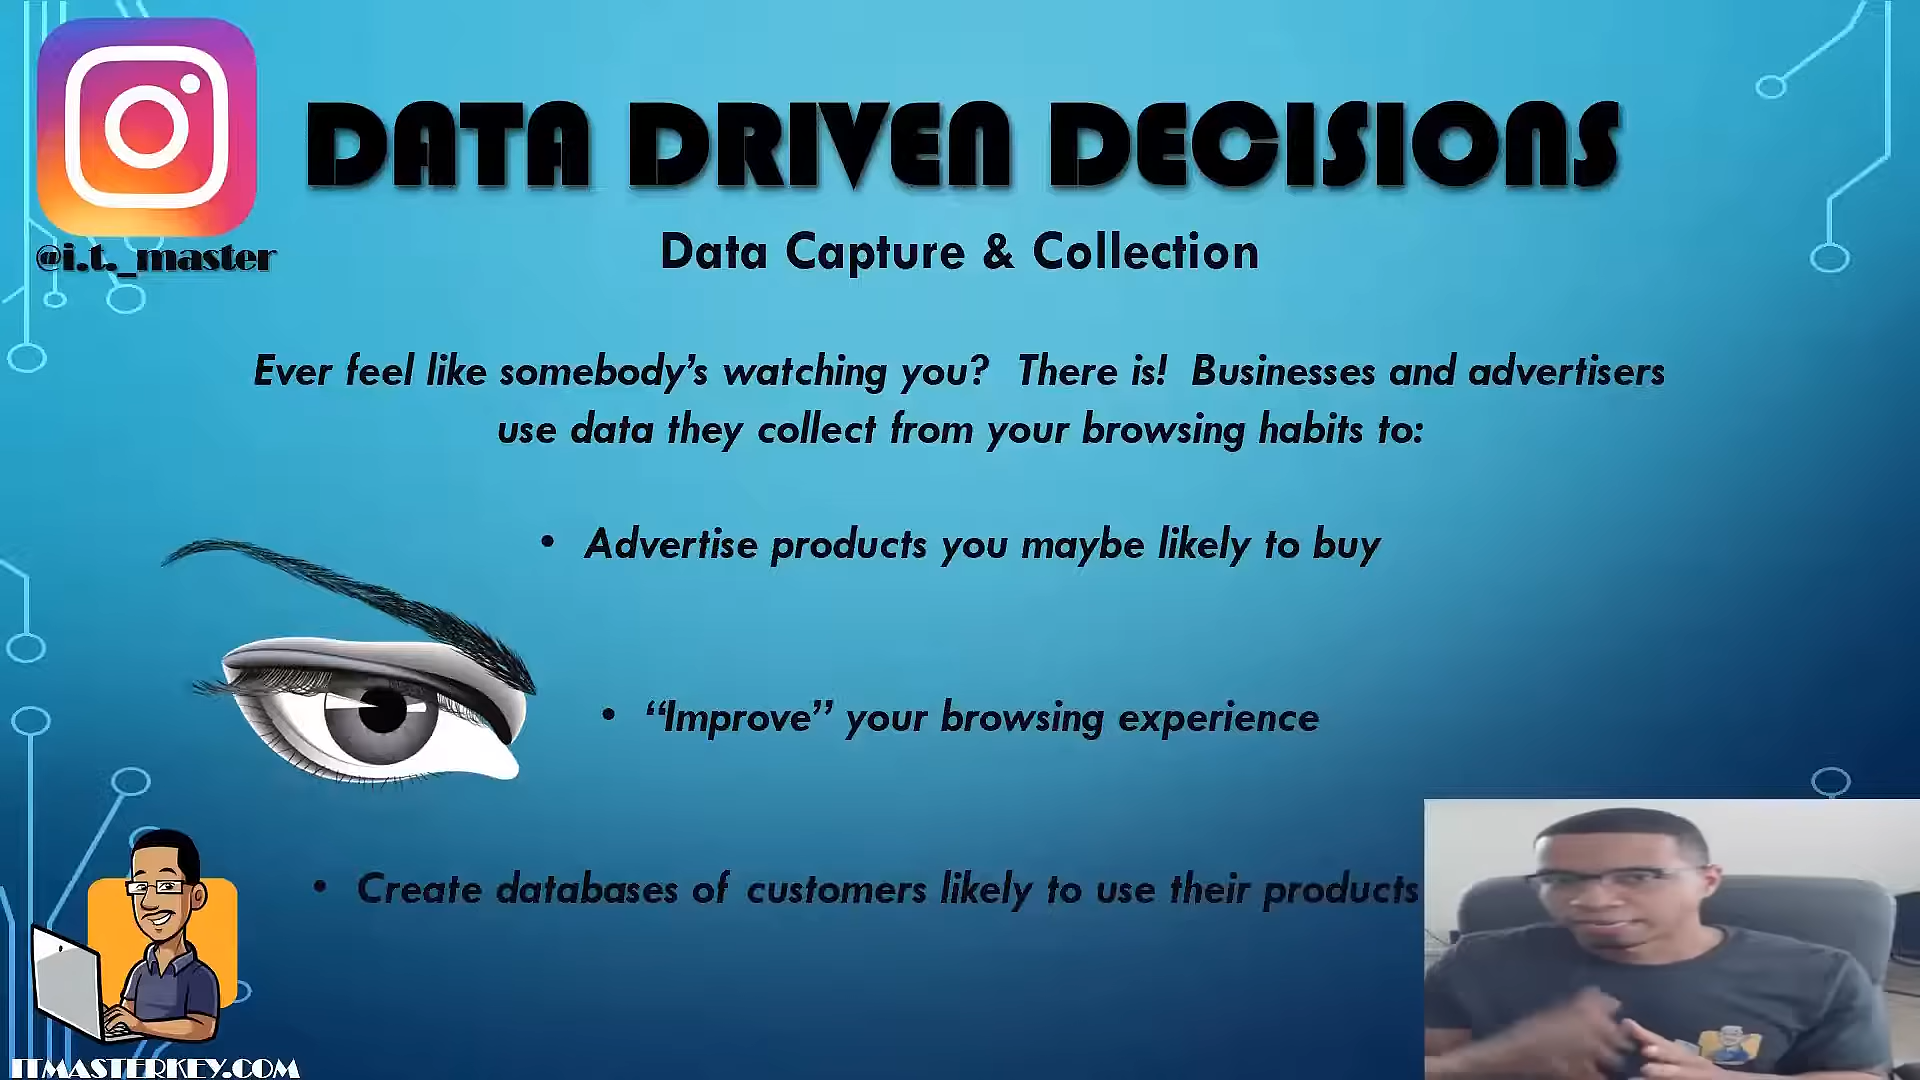 DATA DRIVEN DECISIONS
@i.t._master
Data Capture & Collection
Ever feel like somebody's watching you? There is! Businesses and advertisers
use data they collect from your browsing habits to:
• Advertise products you maybe likely to buy
• “Improve” your browsing experience
• Create databases of customers likely to use their products
ITMASTERKEY.COM